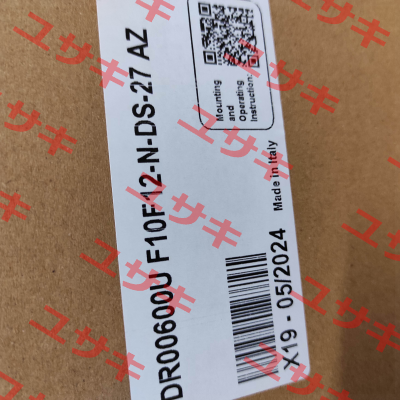 DR00600U F10F12-N-DS-27 AZ
Mounting
and
Operating
Instruction:
X19 - 05/2024
Made in Italy
ユサキ
ユサキ
ユサキ
ユサキ
ユサキ
ユサキ
ユサキ
ユサキ